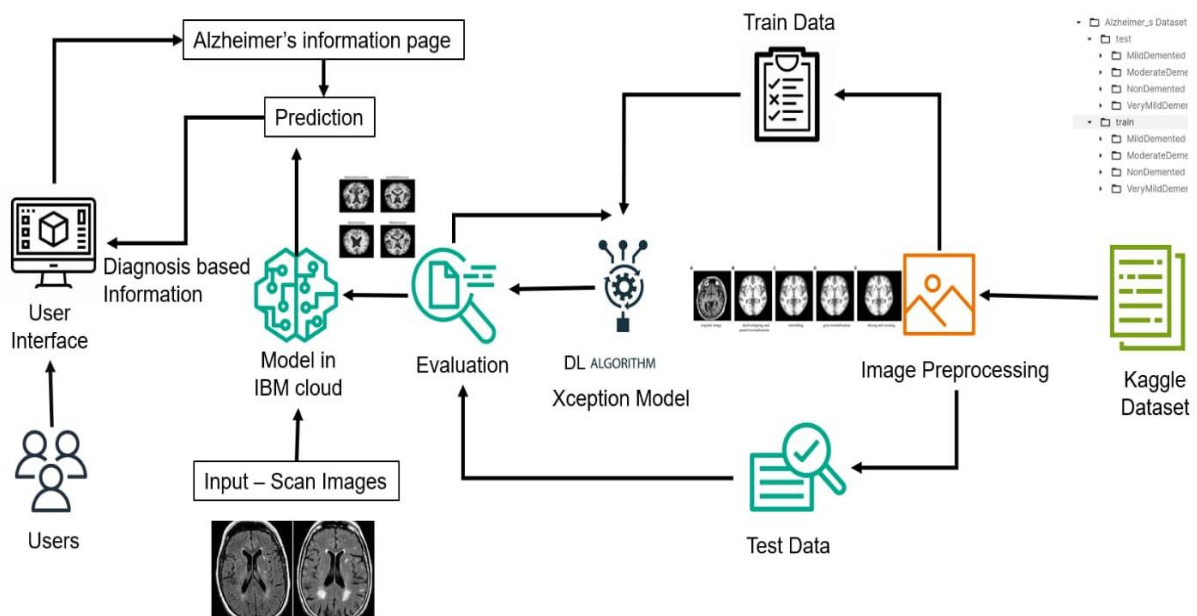 Alzheimer's information page
Prediction
Train Data
Alzheimer_s Dataset
test
MildDemented
ModerateDeme
NonDemented
VeryMildDemer
train
MildDemented
ModerateDeme
NonDemented
VeryMildDemer
User
Interface
Diagnosis based
Information
Model in
IBM cloud
Evaluation
DL ALGORITHM
Xception Model
Image Preprocessing
Kaggle
Dataset
Users
Input – Scan Images
Test Data